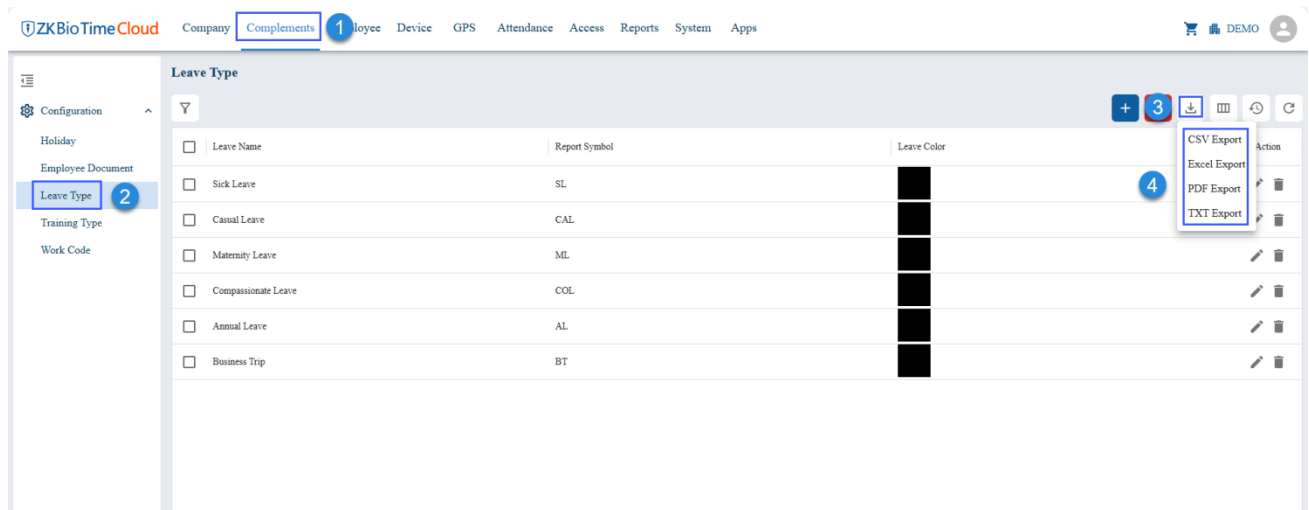 ZKBioTime Cloud Company Complements 1 loyee Device GPS Attendance Access Reports System Apps DEMO
Leave Type
Configuration
3
Holiday
CSV Export
Leave Name Report Symbol Leave Color Action
Employee Document
Excel Export
Sick Leave SL 4 PDF Export
Leave Type 2
TXT Export
Training Type
Casual Leave CAL
Work Code
Maternity Leave ML
Compassionate Leave COL
Annual Leave AL
Business Trip BT